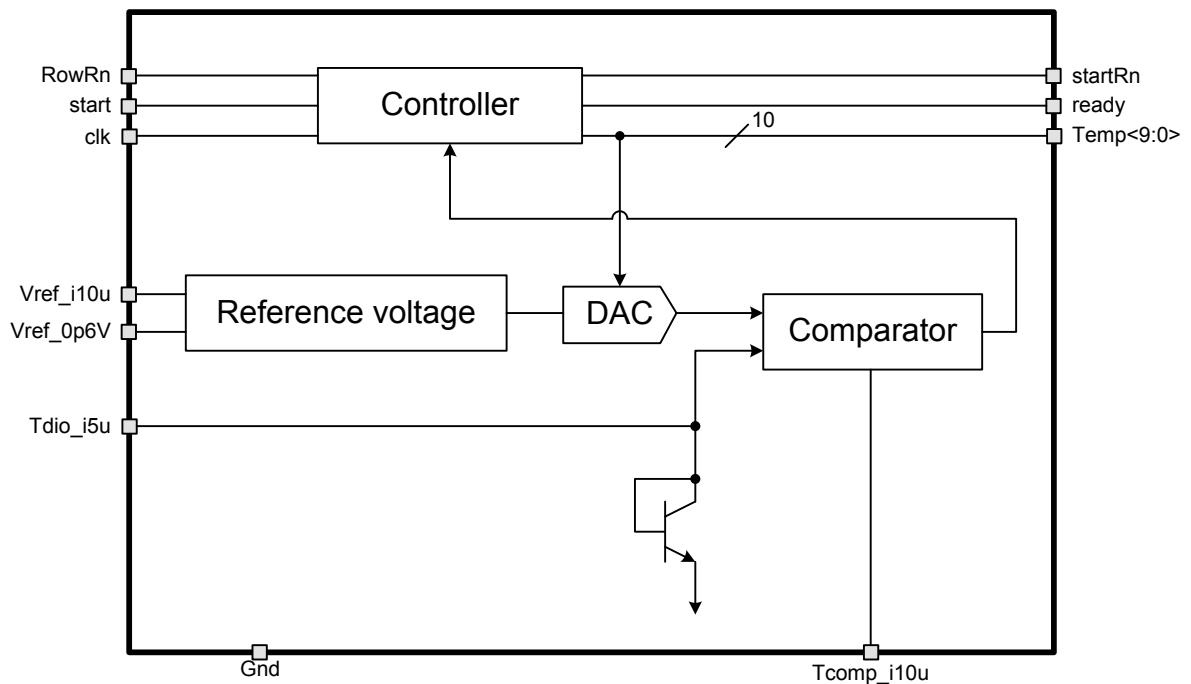 RowRn
start
clk
Controller
startRn
ready
10
Temp<9:0>
Vref_i10u
Vref_0p6V
Reference voltage
DAC
Comparator
Tdio_i5u
Gnd
Tcomp_i10u